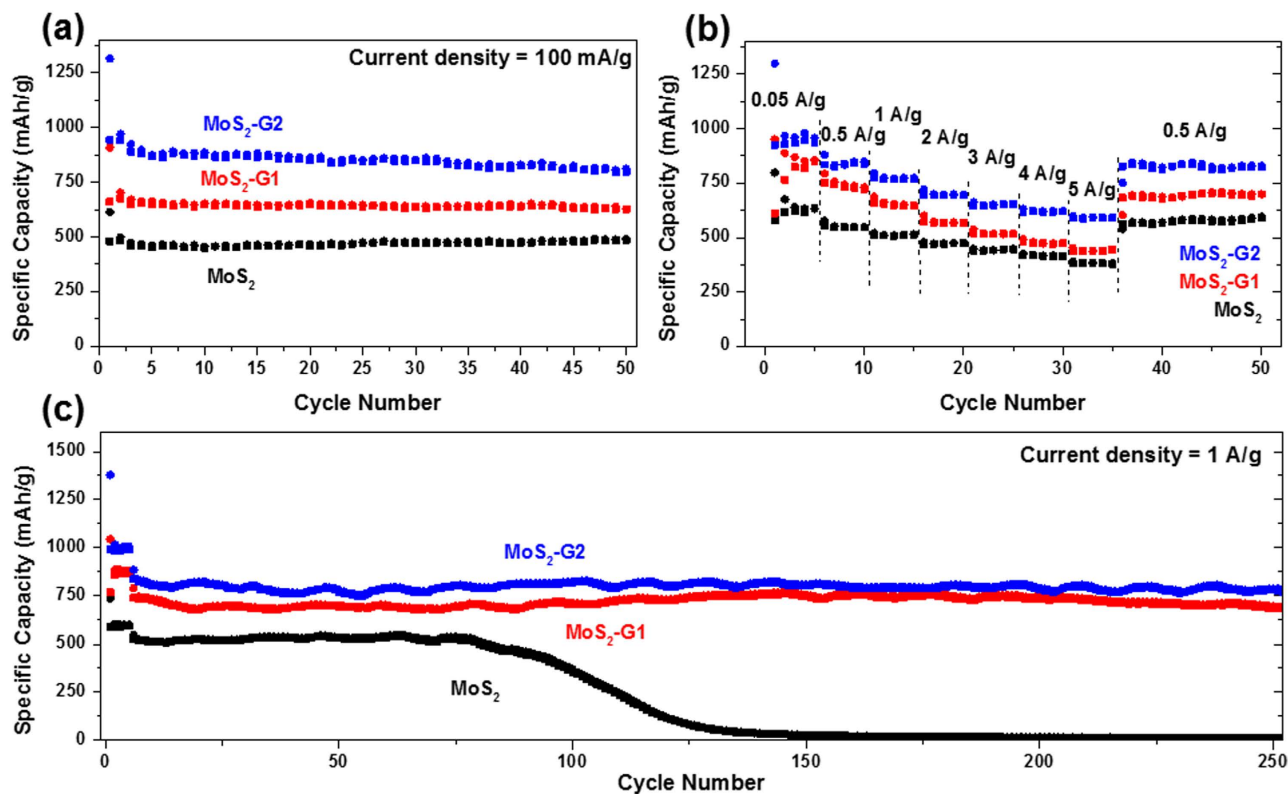 (a)
Current density = 100 mA/g
Specific Capacity (mAh/g)
1250
1000
750
500
250
0
MoS2-G2
MoS2-G1
MoS2
0 5 10 15 20 25 30 35 40 45 50
Cycle Number
(b)
Specific Capacity (mAh/g)
1250
1000
750
500
250
0
0.05 A/g
0.5 A/g
1 A/g
2 A/g
3 A/g
4 A/g
5 A/g
0.5 A/g
MoS2-G2
MoS2-G1
MoS2
0 10 20 30 40 50
Cycle Number
(c)
Current density = 1 A/g
Specific Capacity (mAh/g)
1500
1250
1000
750
500
250
0
MoS2-G2
MoS2-G1
MoS2
0 50 100 150 200 250
Cycle Number